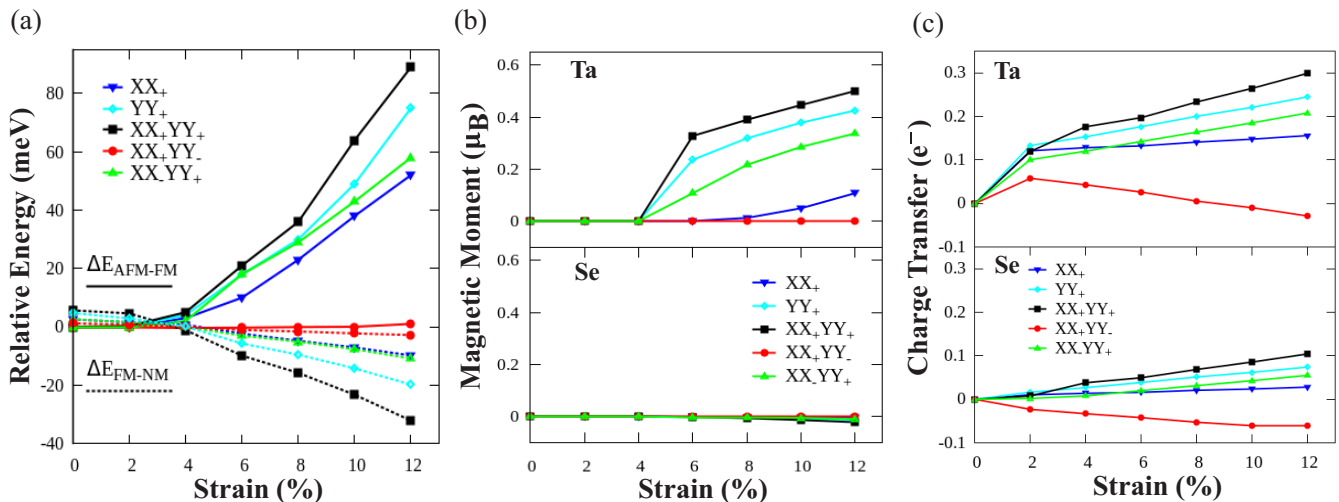 (a)
Relative Energy (meV)
80
60
40
20
0
-20
-40
XX₊
YY₊
XX₊YY₊
XX₊YY₋
XX₋YY₊
ΔE_AFM-FM
ΔE_FM-NM
0 2 4 6 8 10 12
Strain (%)
(b)
Magnetic Moment (μB)
Ta
0.6
0.4
0.2
0
Se
0.6
0.4
0.2
0
XX₊
YY₊
XX₊YY₊
XX₊YY₋
XX₋YY₊
0 2 4 6 8 10 12
Strain (%)
(c)
Charge Transfer (e⁻)
Ta
0.3
0.2
0.1
0
-0.1
Se
0.3
0.2
0.1
0
-0.1
XX₊
YY₊
XX₊YY₊
XX₊YY₋
XX₋YY₊
0 2 4 6 8 10 12
Strain (%)